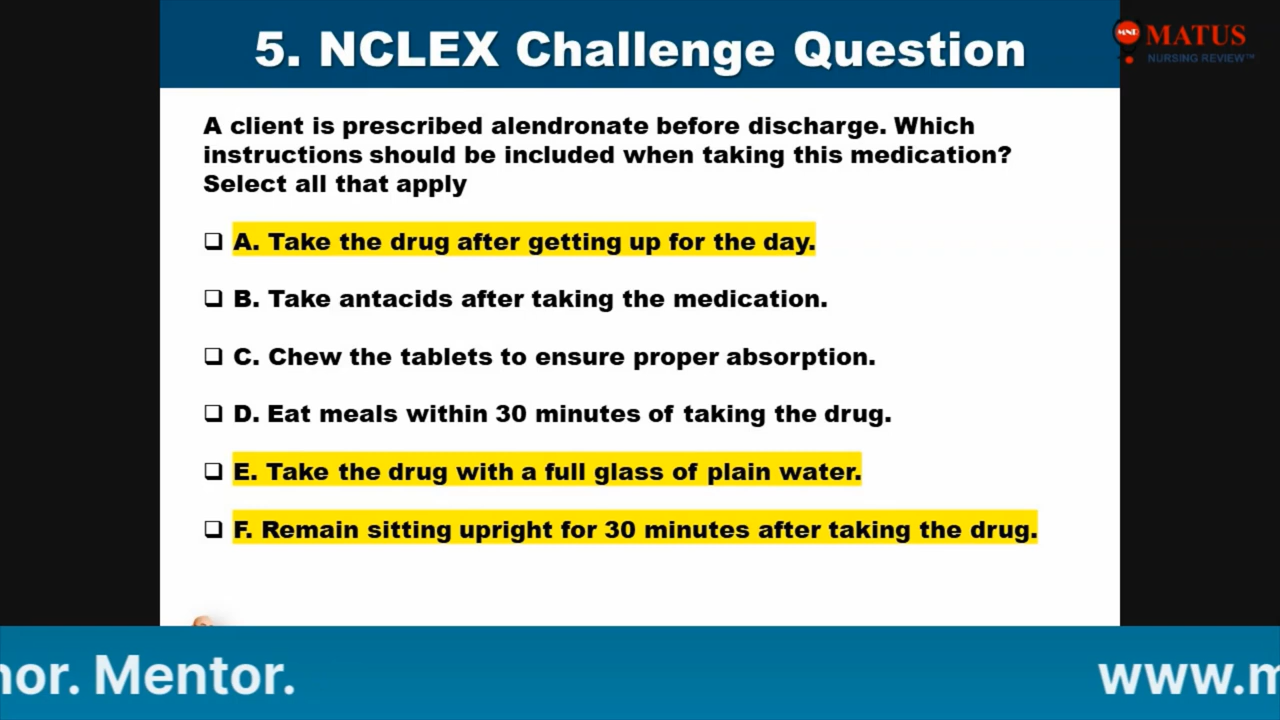 5. NCLEX Challenge Question
MNR MATUS
NURSING REVIEW™
A client is prescribed alendronate before discharge. Which
instructions should be included when taking this medication?
Select all that apply
❑ A. Take the drug after getting up for the day.
❑ B. Take antacids after taking the medication.
❑ C. Chew the tablets to ensure proper absorption.
❑ D. Eat meals within 30 minutes of taking the drug.
❑ E. Take the drug with a full glass of plain water.
❑ F. Remain sitting upright for 30 minutes after taking the drug.
nor. Mentor. www.m